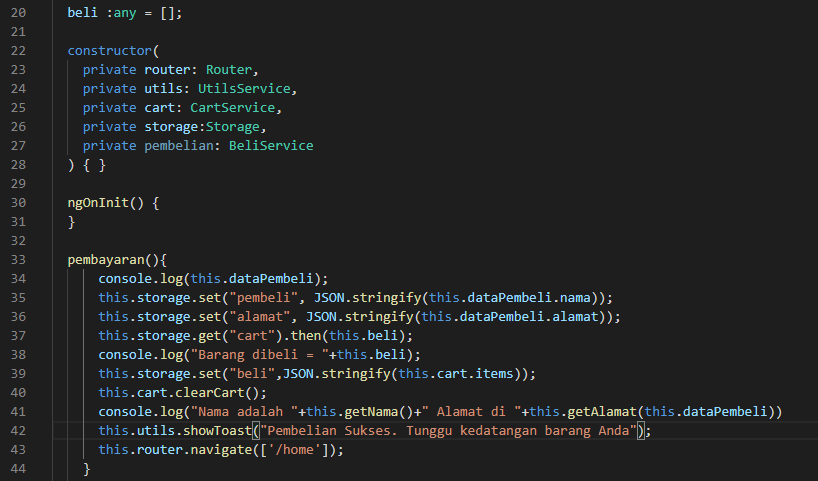 20 beli :any = [];
21
22 constructor(
23 private router: Router,
24 private utils: UtilsService,
25 private cart: CartService,
26 private storage:Storage,
27 private pembelian: BeliService
28 ) { }
29
30 ngOnInit() {
31 }
32
33 pembayaran(){
34 console.log(this.dataPembeli);
35 this.storage.set("pembeli", JSON.stringify(this.dataPembeli.nama));
36 this.storage.set("alamat", JSON.stringify(this.dataPembeli.alamat));
37 this.storage.get("cart").then(this.beli);
38 console.log("Barang dibeli = "+this.beli);
39 this.storage.set("beli",JSON.stringify(this.cart.items));
40 this.cart.clearCart();
41 console.log("Nama adalah "+this.getNama()+" Alamat di "+this.getAlamat(this.dataPembeli))
42 this.utils.showToast("Pembelian Sukses. Tunggu kedatangan barang Anda");
43 this.router.navigate(['/home']);
44 }